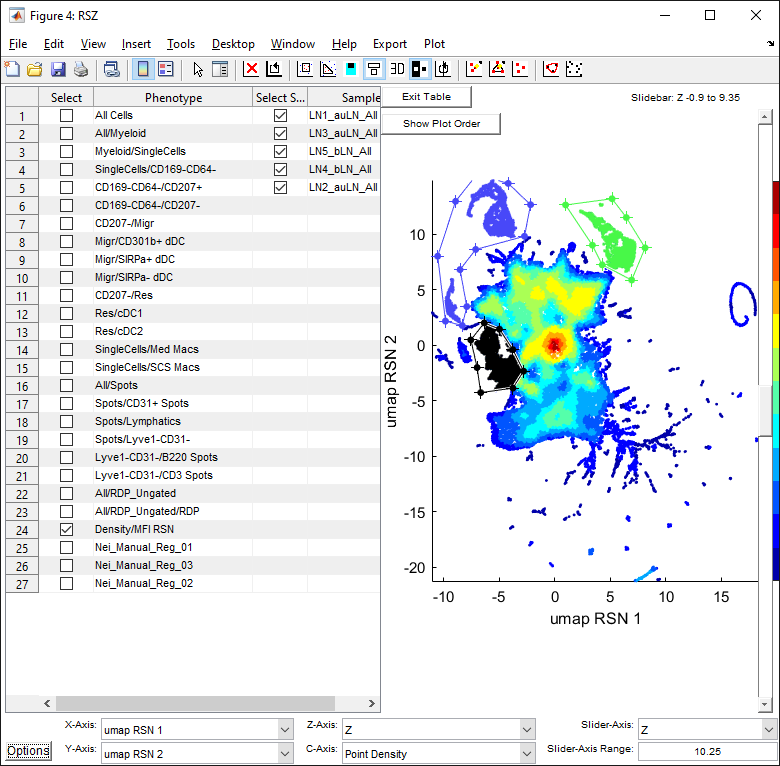 Figure 4: RSZ
File Edit View Insert Tools Desktop Window Help Export Plot
3D
Select Phenotype Select S... Sample
Exit Table
Slidebar: Z -0.9 to 9.35
Show Plot Order
1 All Cells LN1_auLN_All
2 All/Myeloid LN3_auLN_All
3 Myeloid/SingleCells LN5_bLN_All
4 SingleCells/CD169-CD64- LN4_bLN_All
5 CD169-CD64-/CD207+ LN2_auLN_All
6 CD169-CD64-/CD207-
7 CD207-/Migr
8 Migr/CD301b+ dDC
9 Migr/SIRPa+ dDC
10 Migr/SIRPa- dDC
11 CD207-/Res
12 Res/cDC1
13 Res/cDC2
14 SingleCells/Med Macs
15 SingleCells/SCS Macs
16 All/Spots
17 Spots/CD31+ Spots
18 Spots/Lymphatics
19 Spots/Lyve1-CD31-
20 Lyve1-CD31-/B220 Spots
21 Lyve1-CD31-/CD3 Spots
22 All/RDP_Ungated
23 All/RDP_Ungated/RDP
24 Density/MFI RSN
25 Nei_Manual_Reg_01
26 Nei_Manual_Reg_03
27 Nei_Manual_Reg_02
umap RSN 2
10
5
0
-5
-10
-15
-20
-10 -5 0 5 10 15
umap RSN 1
X-Axis: umap RSN 1 Z-Axis: Z Slider-Axis: Z
Options Y-Axis: umap RSN 2 C-Axis: Point Density Slider-Axis Range: 10.25